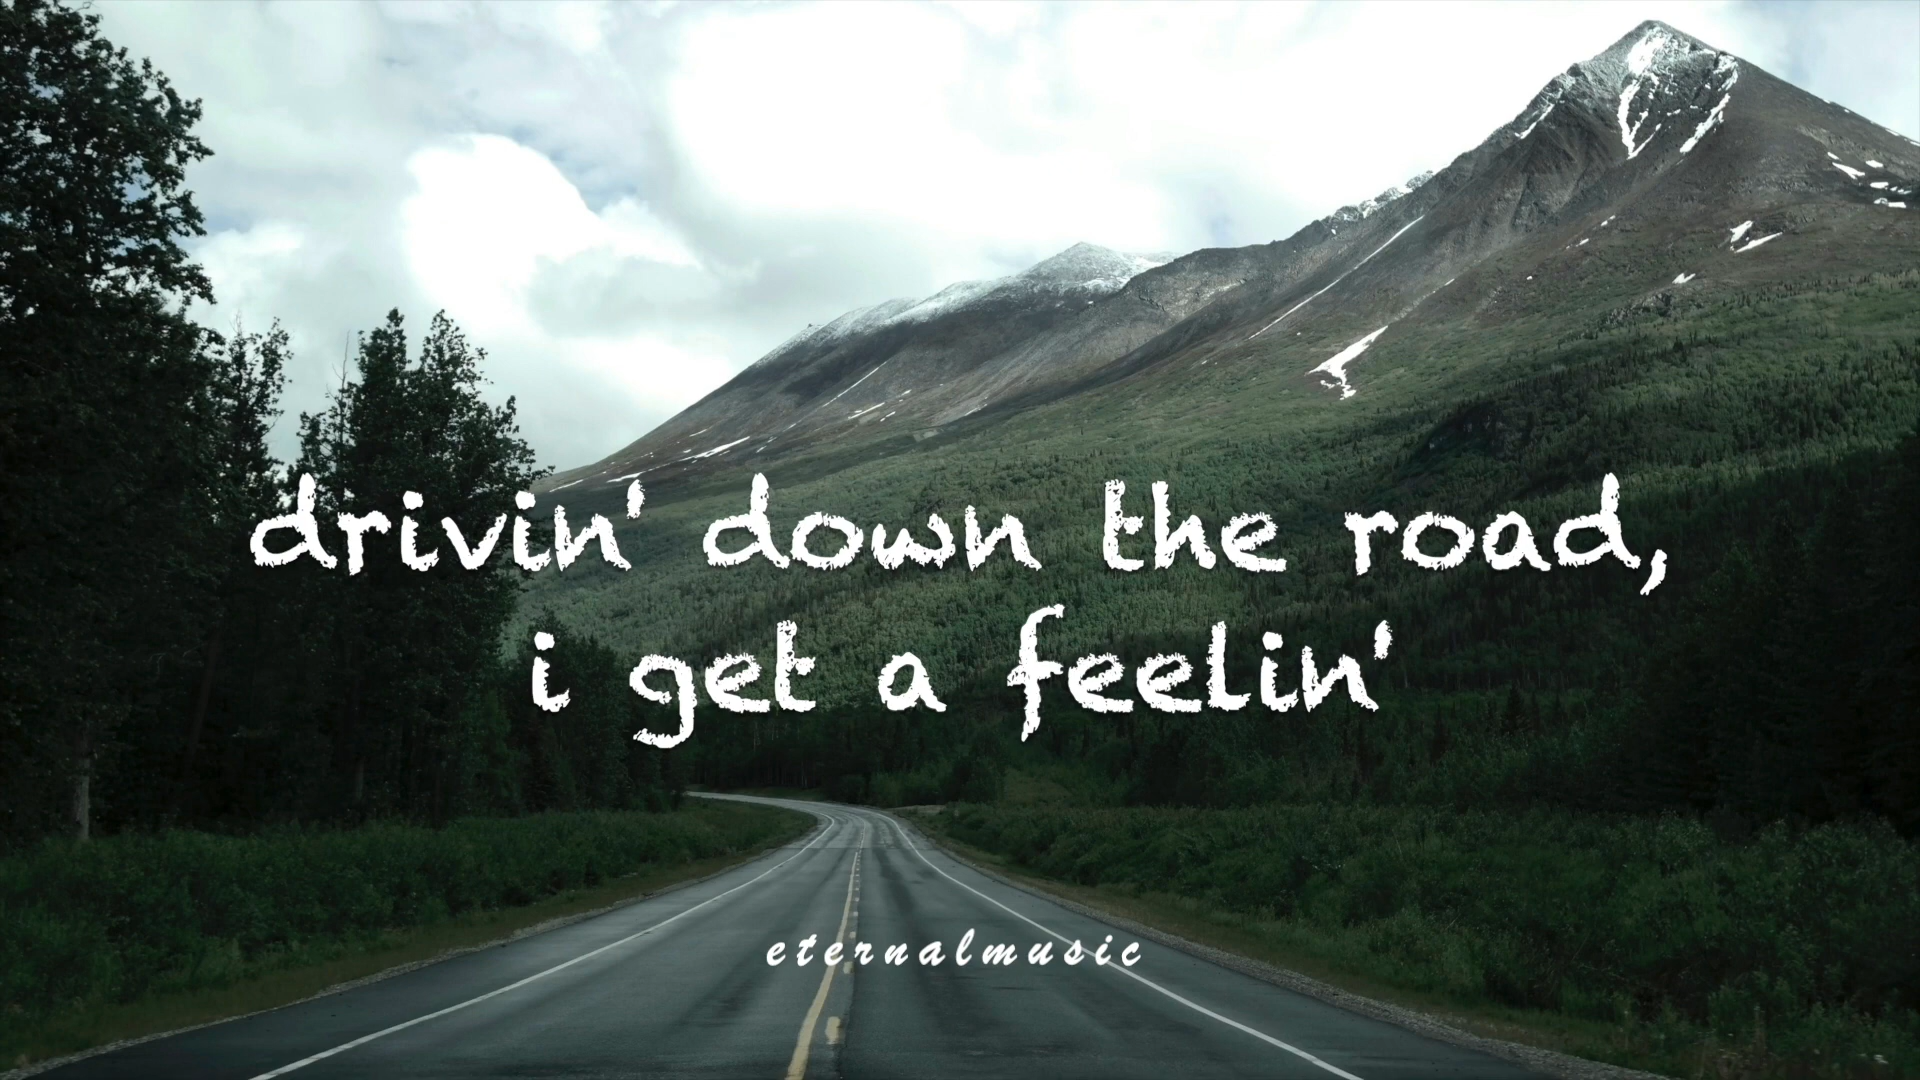 drivin' down the road,
i get a feelin'
eternalmusic